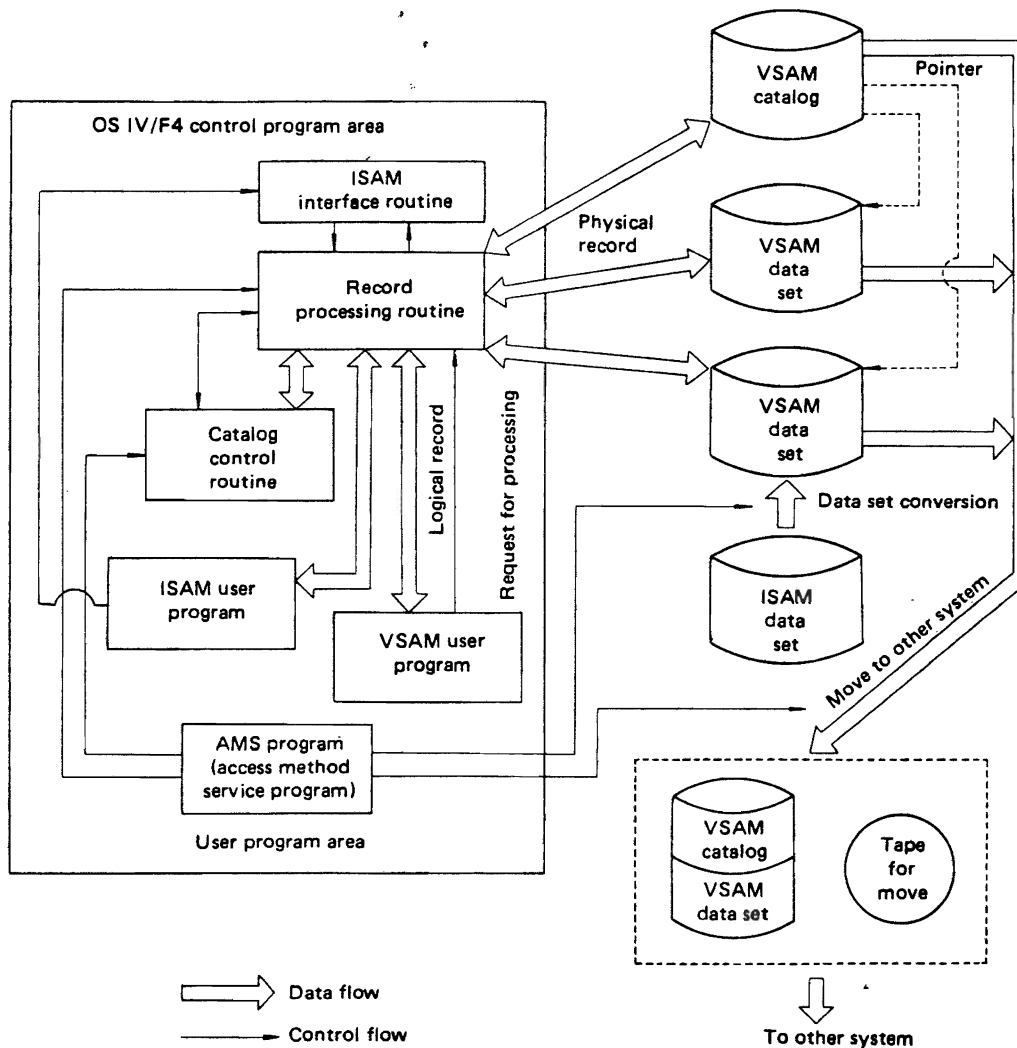 VSAM
catalog
Pointer
OS IV/F4 control program area
ISAM
interface routine
Physical
record
VSAM
data
set
Record
processing routine
VSAM
data
set
Catalog
control
routine
Logical record
Request for processing
Data set conversion
ISAM user
program
VSAM user
program
ISAM
data
set
Move to other system
AMS program
(access method
service program)
User program area
VSAM
catalog
VSAM
data set
Tape
for
move
Data flow
Control flow
To other system